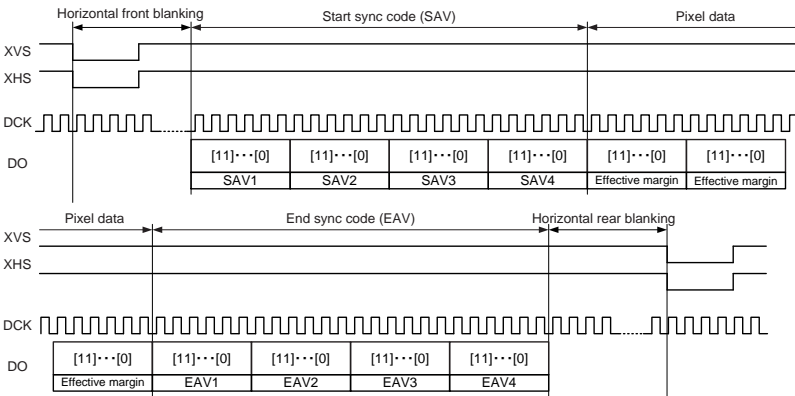 Horizontal front blanking Start sync code (SAV) Pixel data
XVS
XHS
DCK
DO [11]···[0] [11]···[0] [11]···[0] [11]···[0] [11]···[0] [11]···[0]
SAV1 SAV2 SAV3 SAV4 Effective margin Effective margin
Pixel data End sync code (EAV) Horizontal rear blanking
XVS
XHS
DCK
DO [11]···[0] [11]···[0] [11]···[0] [11]···[0] [11]···[0]
Effective margin EAV1 EAV2 EAV3 EAV4